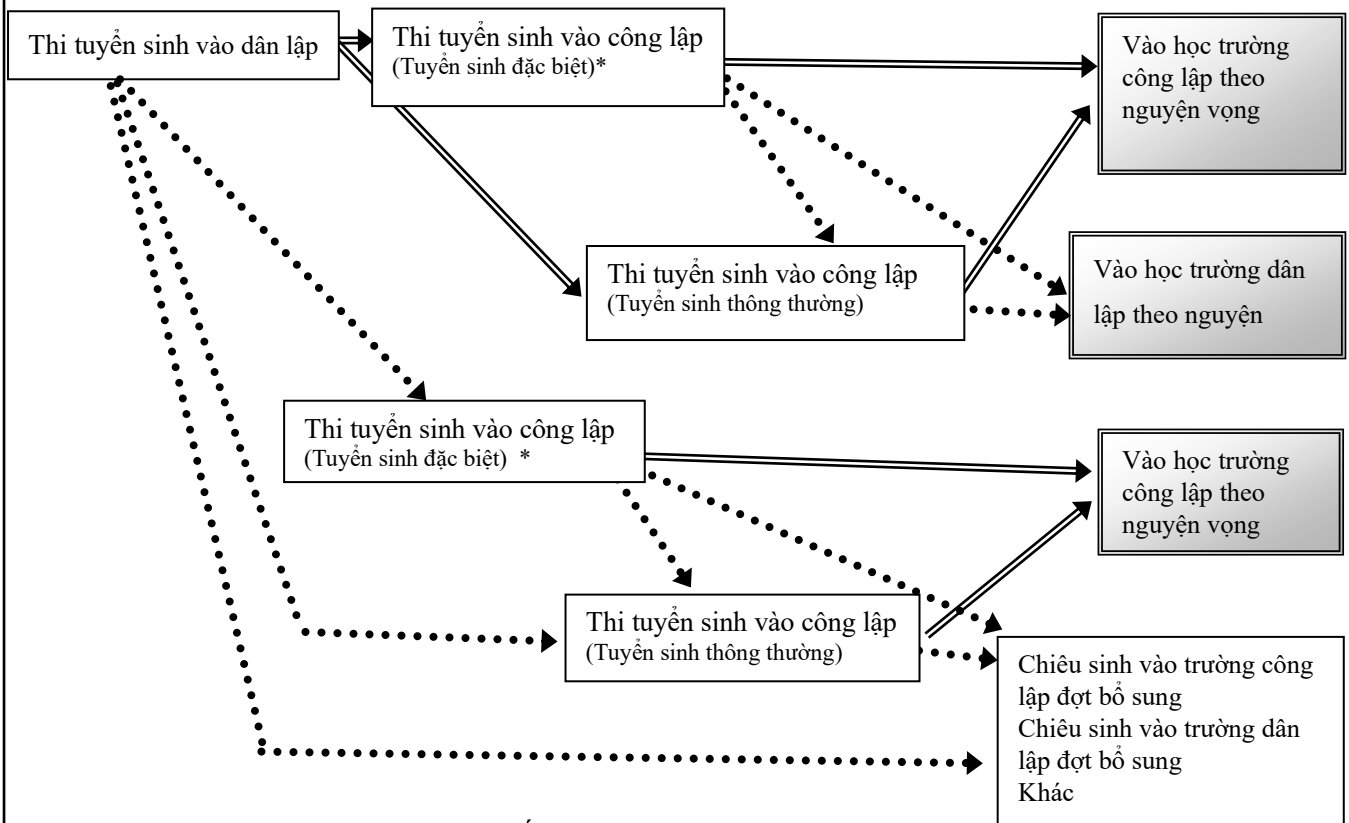 Thi tuyển sinh vào dân lập
Thi tuyển sinh vào công lập
(Tuyển sinh đặc biệt)*
Vào học trường
công lập theo
nguyện vọng
Thi tuyển sinh vào công lập
(Tuyển sinh thông thường)
Vào học trường dân
lập theo nguyện
Thi tuyển sinh vào công lập
(Tuyển sinh đặc biệt) *
Vào học trường
công lập theo
nguyện vọng
Thi tuyển sinh vào công lập
(Tuyển sinh thông thường)
Chiêu sinh vào trường công
lập đợt bổ sung
Chiêu sinh vào trường dân
lập đợt bổ sung
Khác